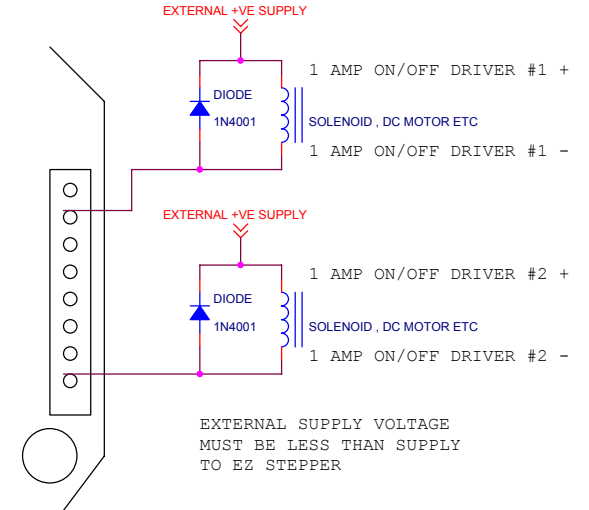 EXTERNAL +VE SUPPLY
1 AMP ON/OFF DRIVER #1 +
DIODE
1N4001
SOLENOID , DC MOTOR ETC
1 AMP ON/OFF DRIVER #1 -
EXTERNAL +VE SUPPLY
1 AMP ON/OFF DRIVER #2 +
DIODE
1N4001
SOLENOID , DC MOTOR ETC
1 AMP ON/OFF DRIVER #2 -
EXTERNAL SUPPLY VOLTAGE
MUST BE LESS THAN SUPPLY
TO EZ STEPPER